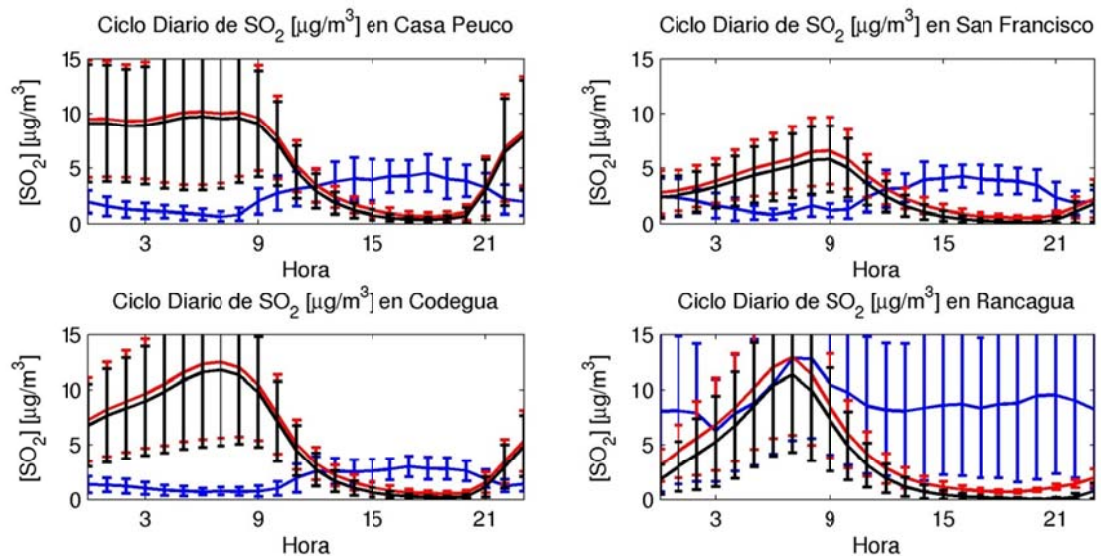 Ciclo Diario de SO₂ [μg/m³] en Casa Peuco
[SO₂] [μg/m³]
15
10
5
0
3 9 15 21
Hora
Ciclo Diario de SO₂ [μg/m³] en San Francisco
[SO₂] [μg/m³]
15
10
5
0
3 9 15 21
Hora
Ciclo Diario de SO₂ [μg/m³] en Codegua
[SO₂] [μg/m³]
15
10
5
0
3 9 15 21
Hora
Ciclo Diario de SO₂ [μg/m³] en Rancagua
[SO₂] [μg/m³]
15
10
5
0
3 9 15 21
Hora